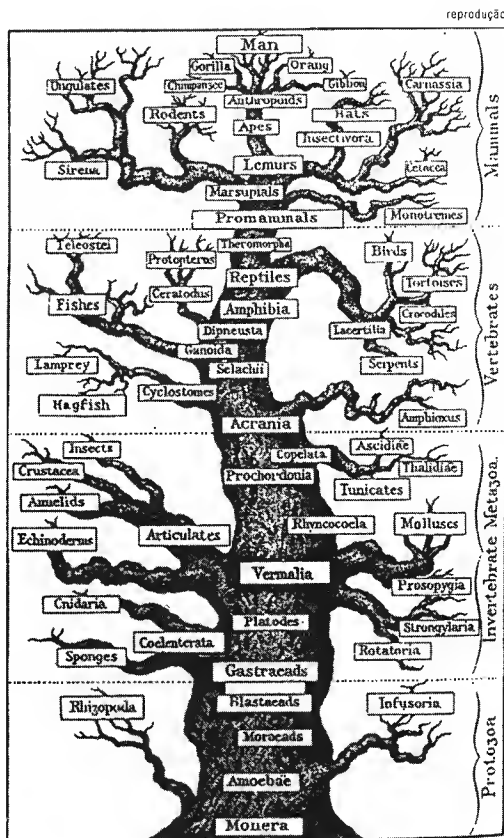 reprodução
Man
Gorilla
Orang
Chimpanzee
Gibbon
Anthropoids
Apes
Ungulates
Rodents
Bats
Carnassia
Insectivora
Lemurs
Sirena
Cetacea
Marsupials
Promammals
Monotremes
Mammals
Teleostei
Protopterus
Theromorpha
Birds
Reptiles
Tortoises
Fishes
Ceratodus
Amphibia
Crocodiles
Dipneusta
Lacertilia
Ganoida
Serpents
Lamprey
Selachii
Hagfish
Cyclostomes
Amphioxus
Acrania
Vertebrates
Insects
Copelata
Ascidiae
Crustacea
Prochordonia
Thalidiae
Tunicates
Annelids
Articulates
Rhyncocoela
Molluscs
Echinoderms
Vermalia
Prosopygia
Cnidaria
Platodes
Strongylaria
Coelenterata
Rotatoria
Sponges
Gastraeads
Invertebrate Metazoa
Rhizopoda
Blastaeads
Infusoria
Moraeads
Amoebae
Monera
Protozoa